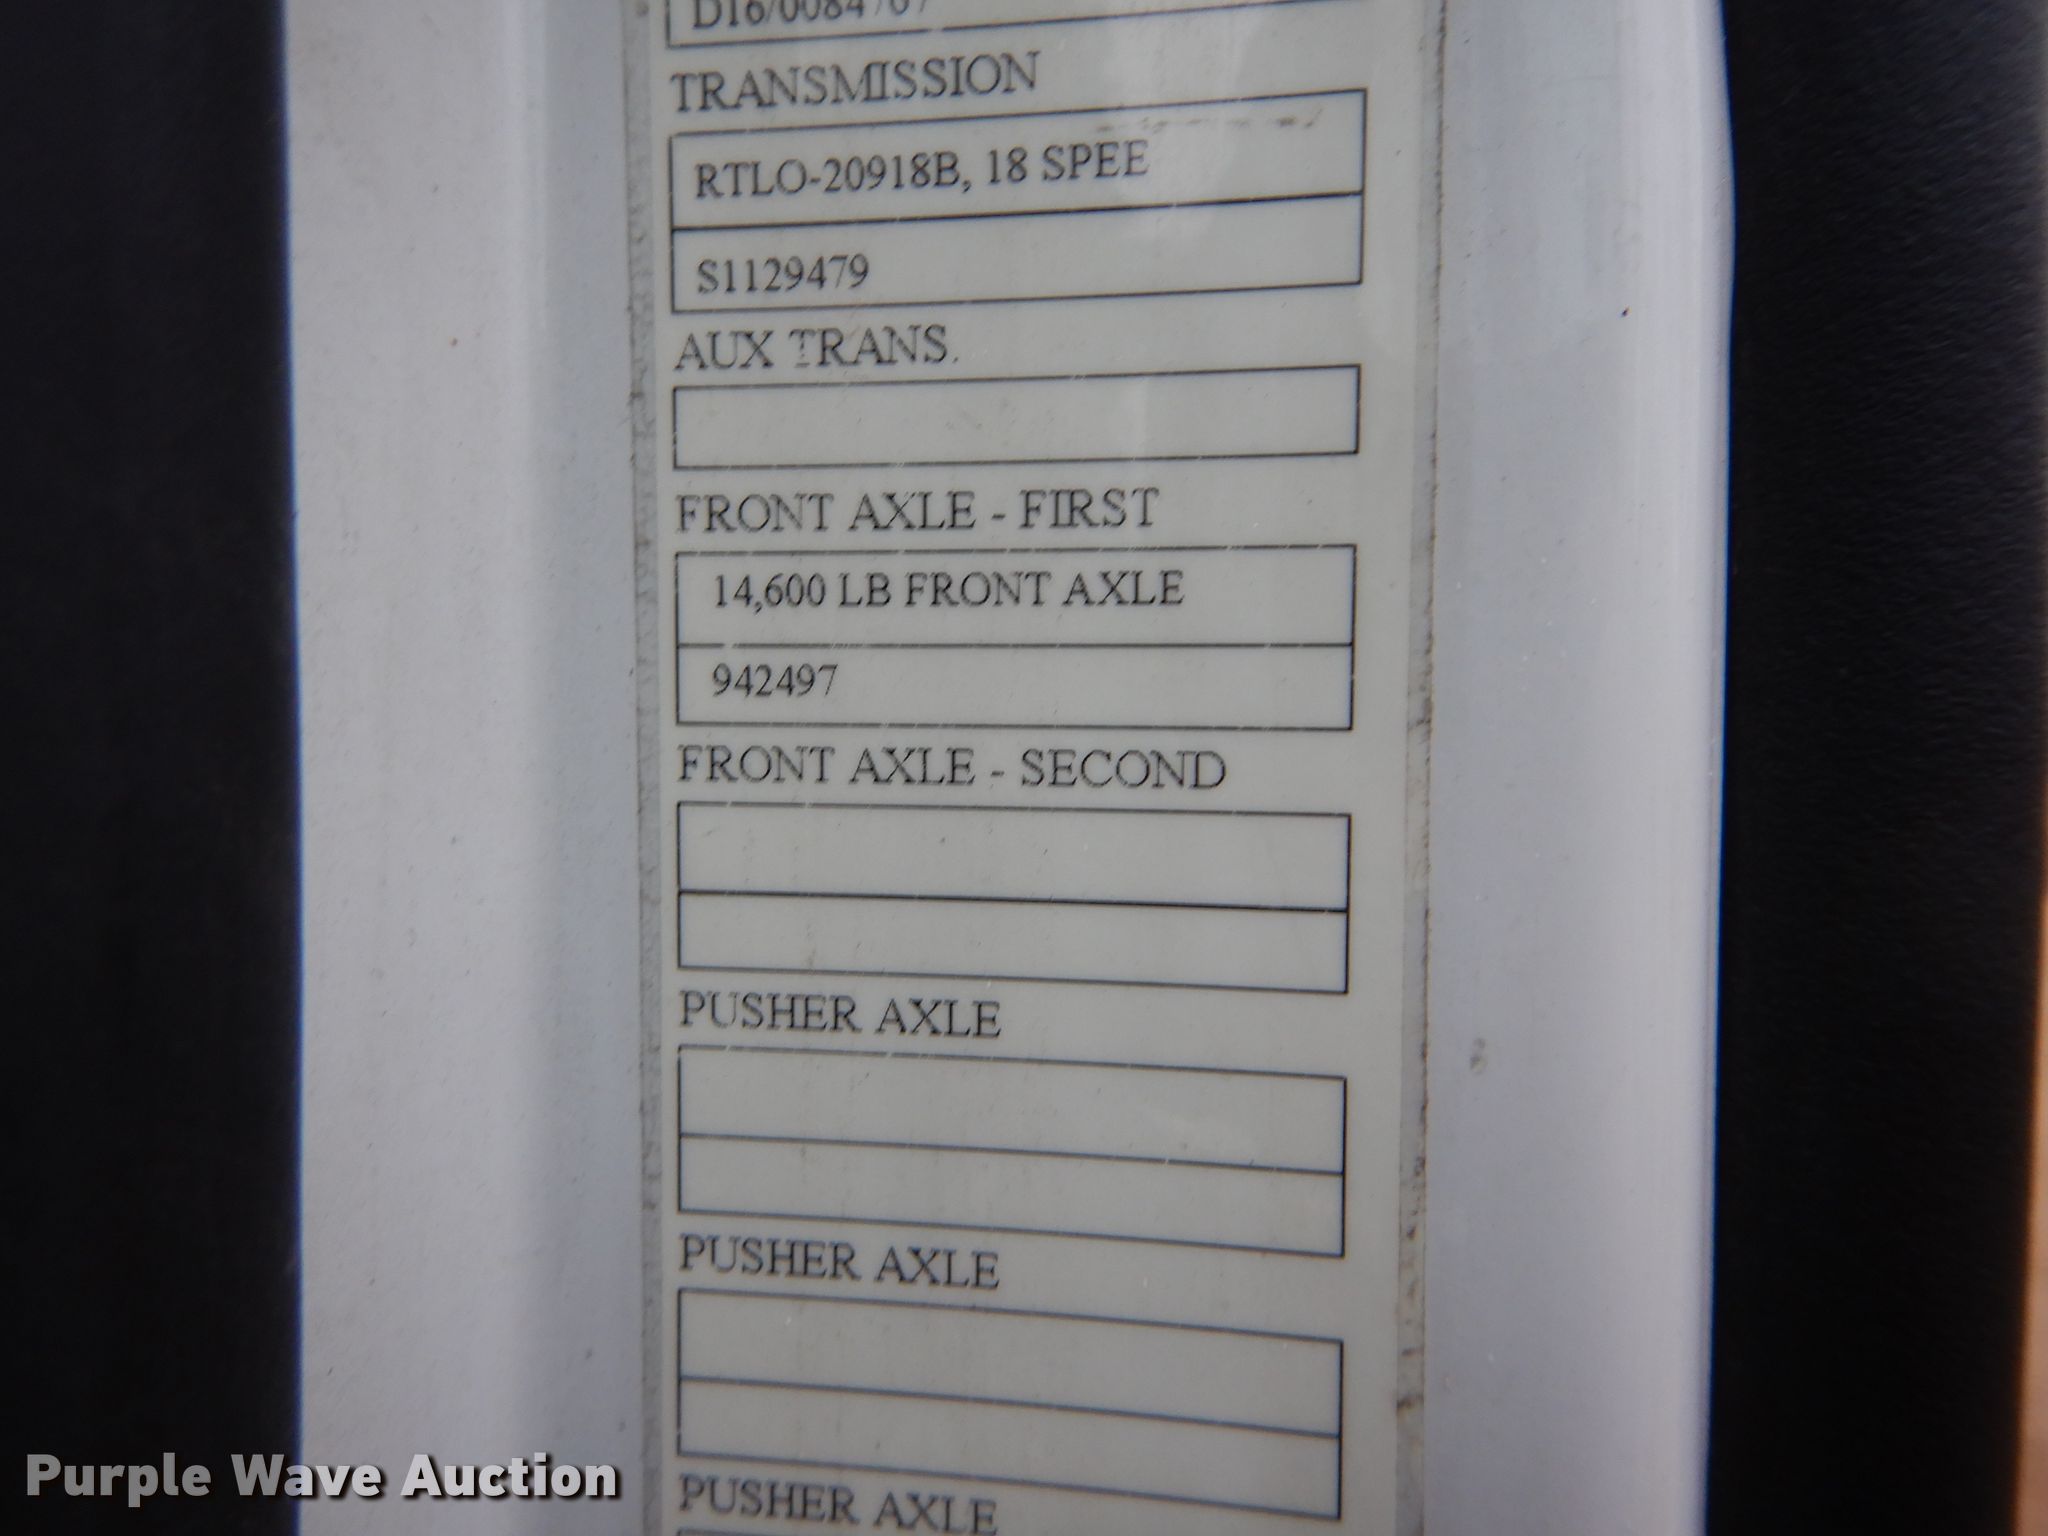 TRANSMISSION
RTLO-20918B, 18 SPEE
S1129479
AUX TRANS.
FRONT AXLE - FIRST
14,600 LB FRONT AXLE
942497
FRONT AXLE - SECOND
PUSHER AXLE
PUSHER AXLE
PUSHER AXLE
Purple Wave Auction